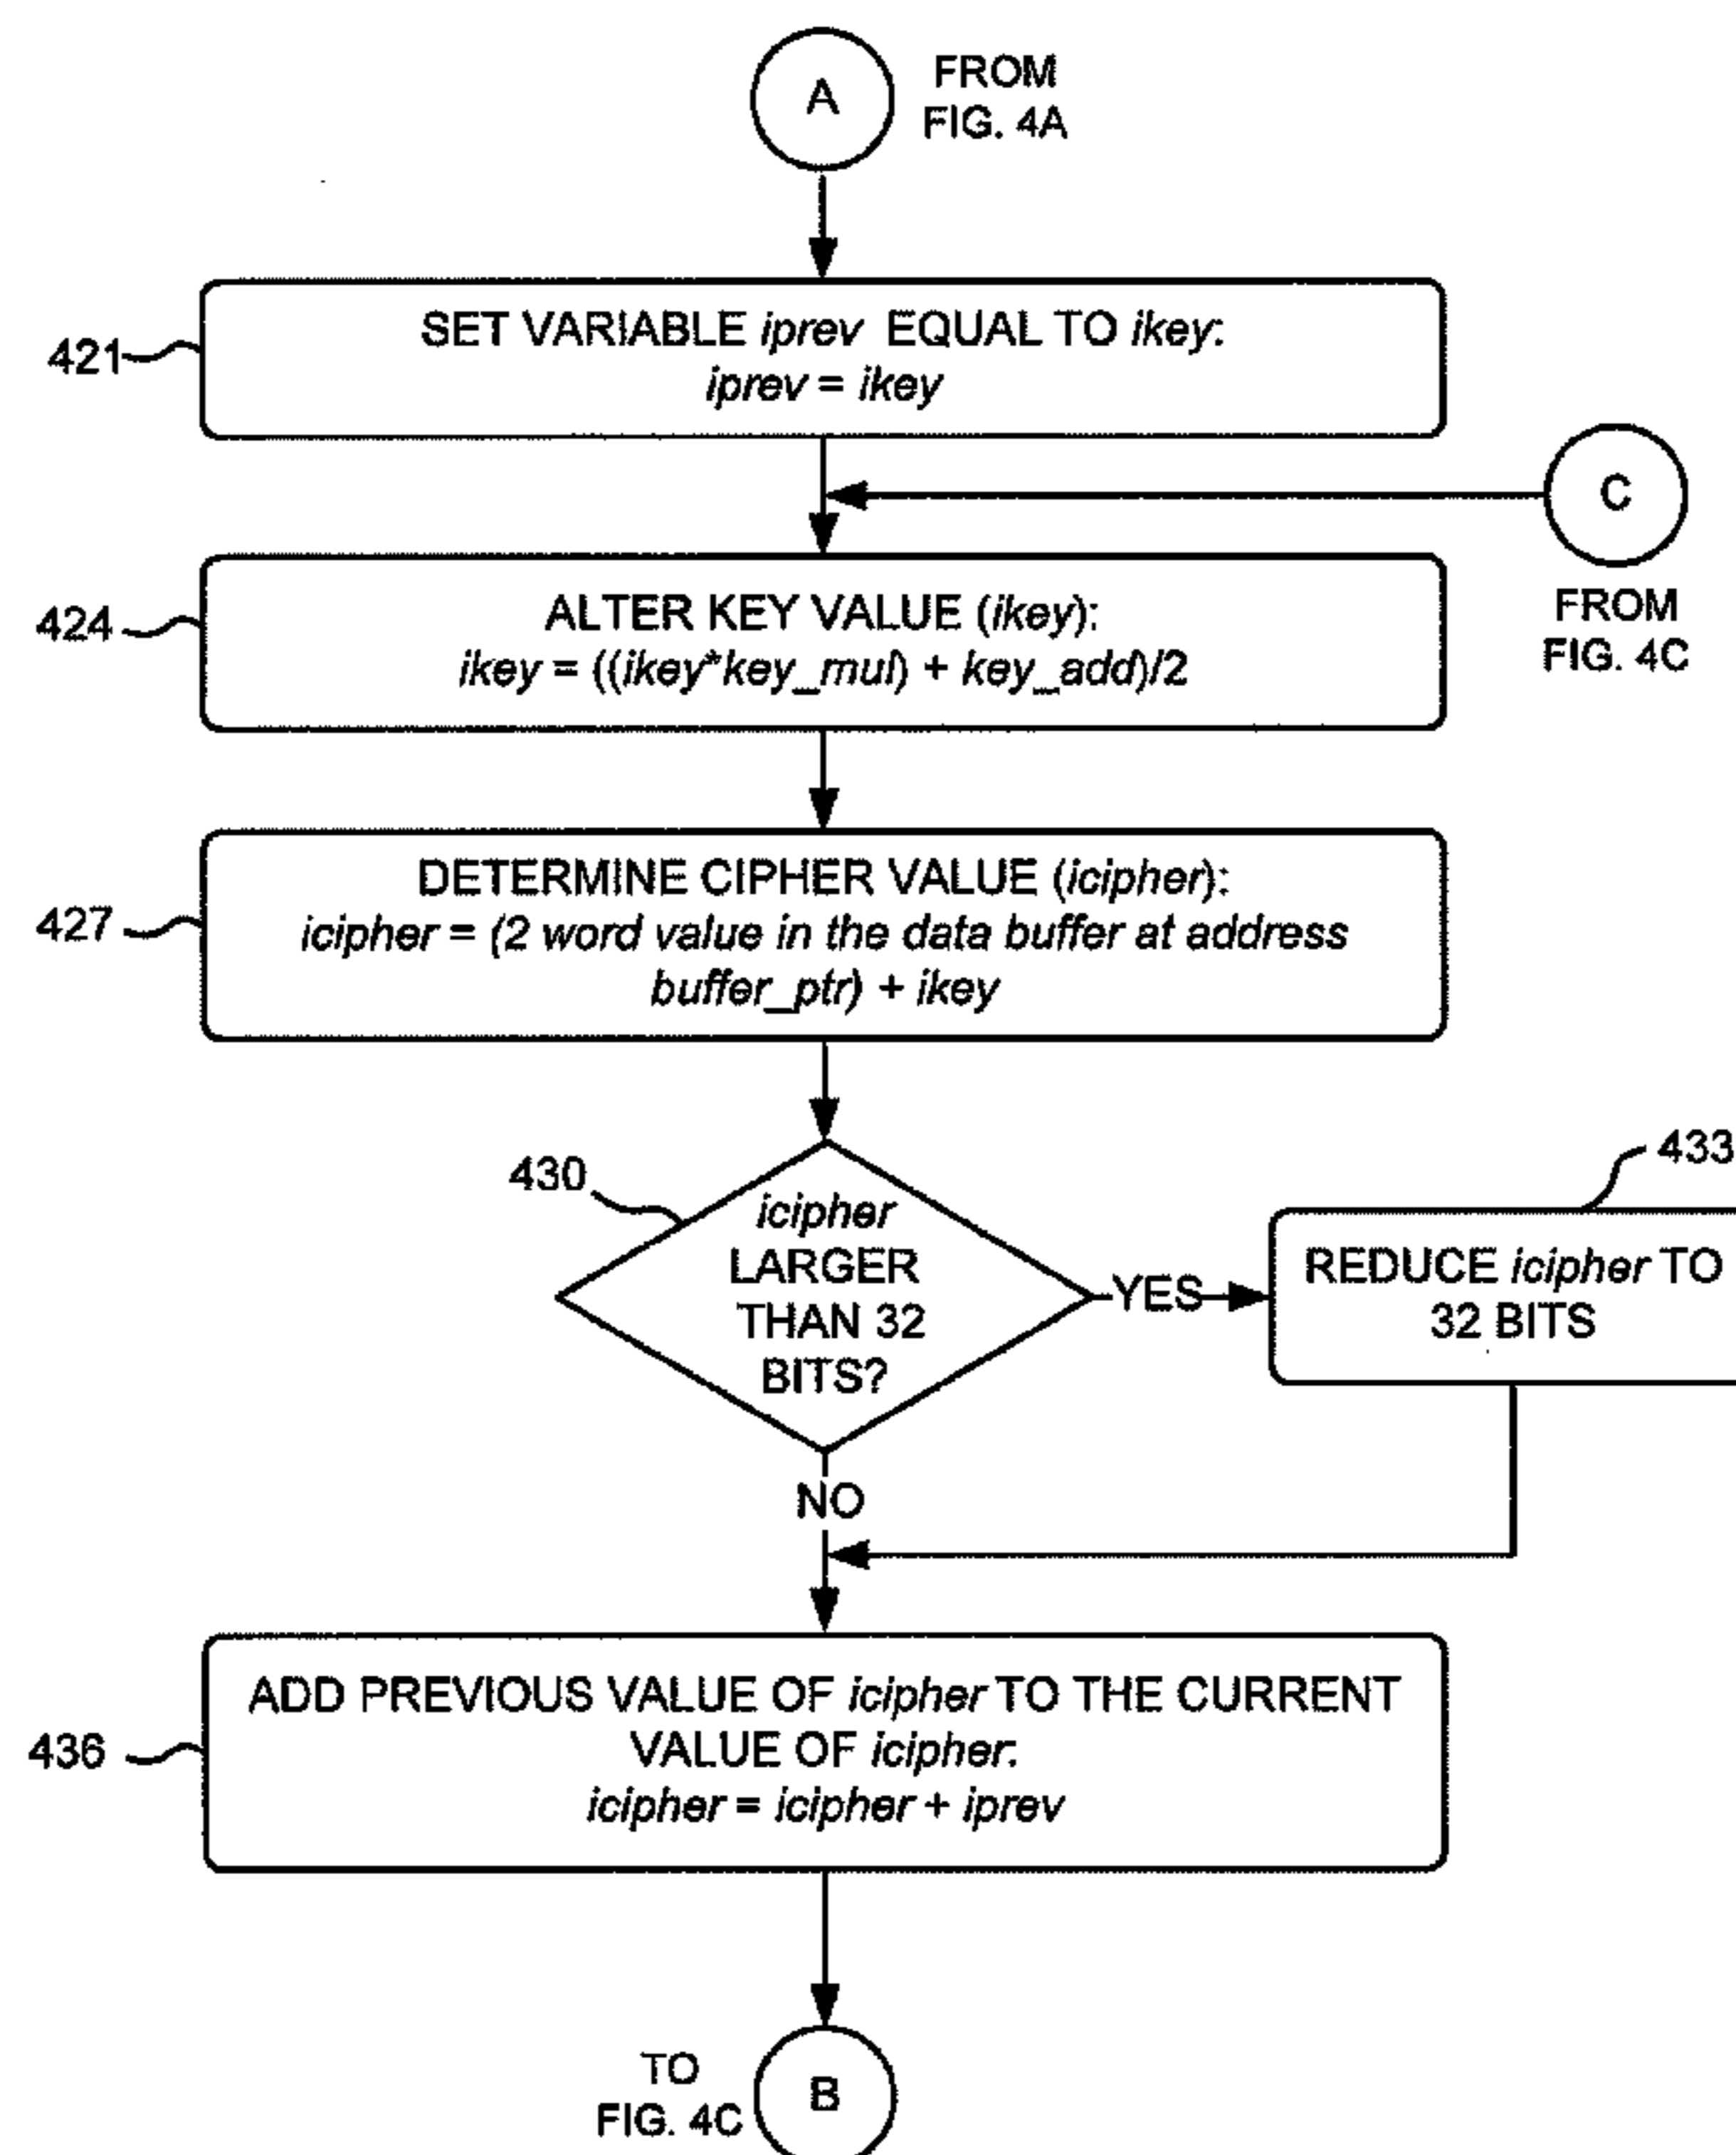 A
FROM
FIG. 4A
421
SET VARIABLE iprev EQUAL TO ikey:
iprev = ikey
C
FROM
FIG. 4C
424
ALTER KEY VALUE (ikey):
ikey = ((ikey*key_mul) + key_add)/2
427
DETERMINE CIPHER VALUE (icipher):
icipher = (2 word value in the data buffer at address
buffer_ptr) + ikey
430
icipher
LARGER
THAN 32
BITS?
YES
433
REDUCE icipher TO
32 BITS
NO
436
ADD PREVIOUS VALUE OF icipher TO THE CURRENT
VALUE OF icipher:
icipher = icipher + iprev
TO
FIG. 4C
B